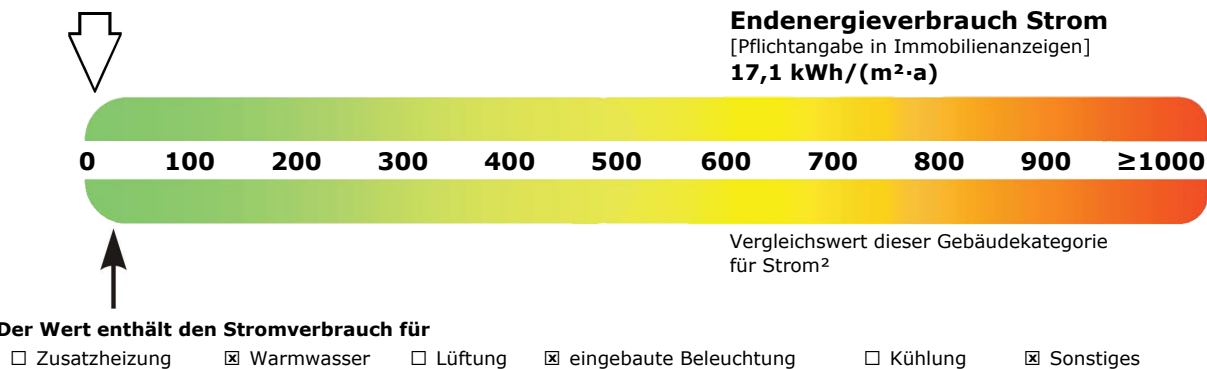 Endenergieverbrauch Strom
[Pflichtangabe in Immobilienanzeigen]
17,1 kWh/(m²·a)
0 100 200 300 400 500 600 700 800 900 ≥1000
Vergleichswert dieser Gebäudekategorie
für Strom²
Der Wert enthält den Stromverbrauch für
☐ Zusatzheizung ☒ Warmwasser ☐ Lüftung ☒ eingebaute Beleuchtung ☐ Kühlung ☒ Sonstiges